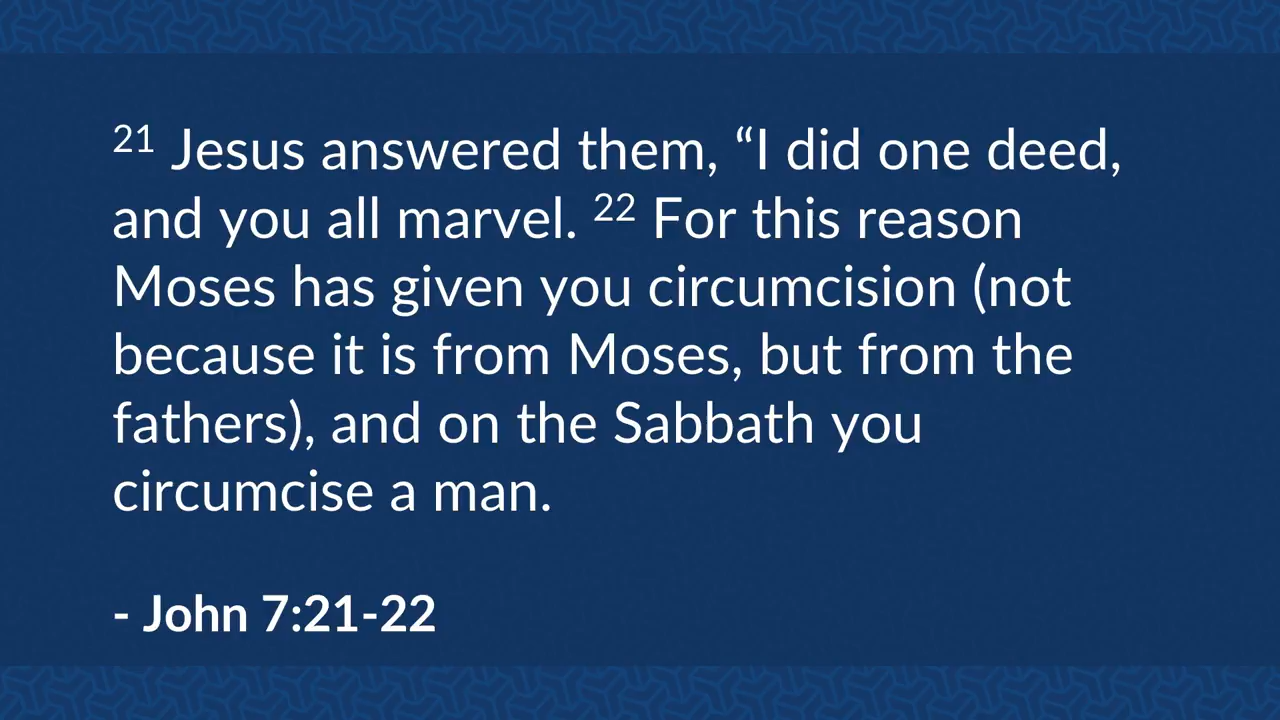 21 Jesus answered them, “I did one deed,
and you all marvel. 22 For this reason
Moses has given you circumcision (not
because it is from Moses, but from the
fathers), and on the Sabbath you
circumcise a man.
- John 7:21-22